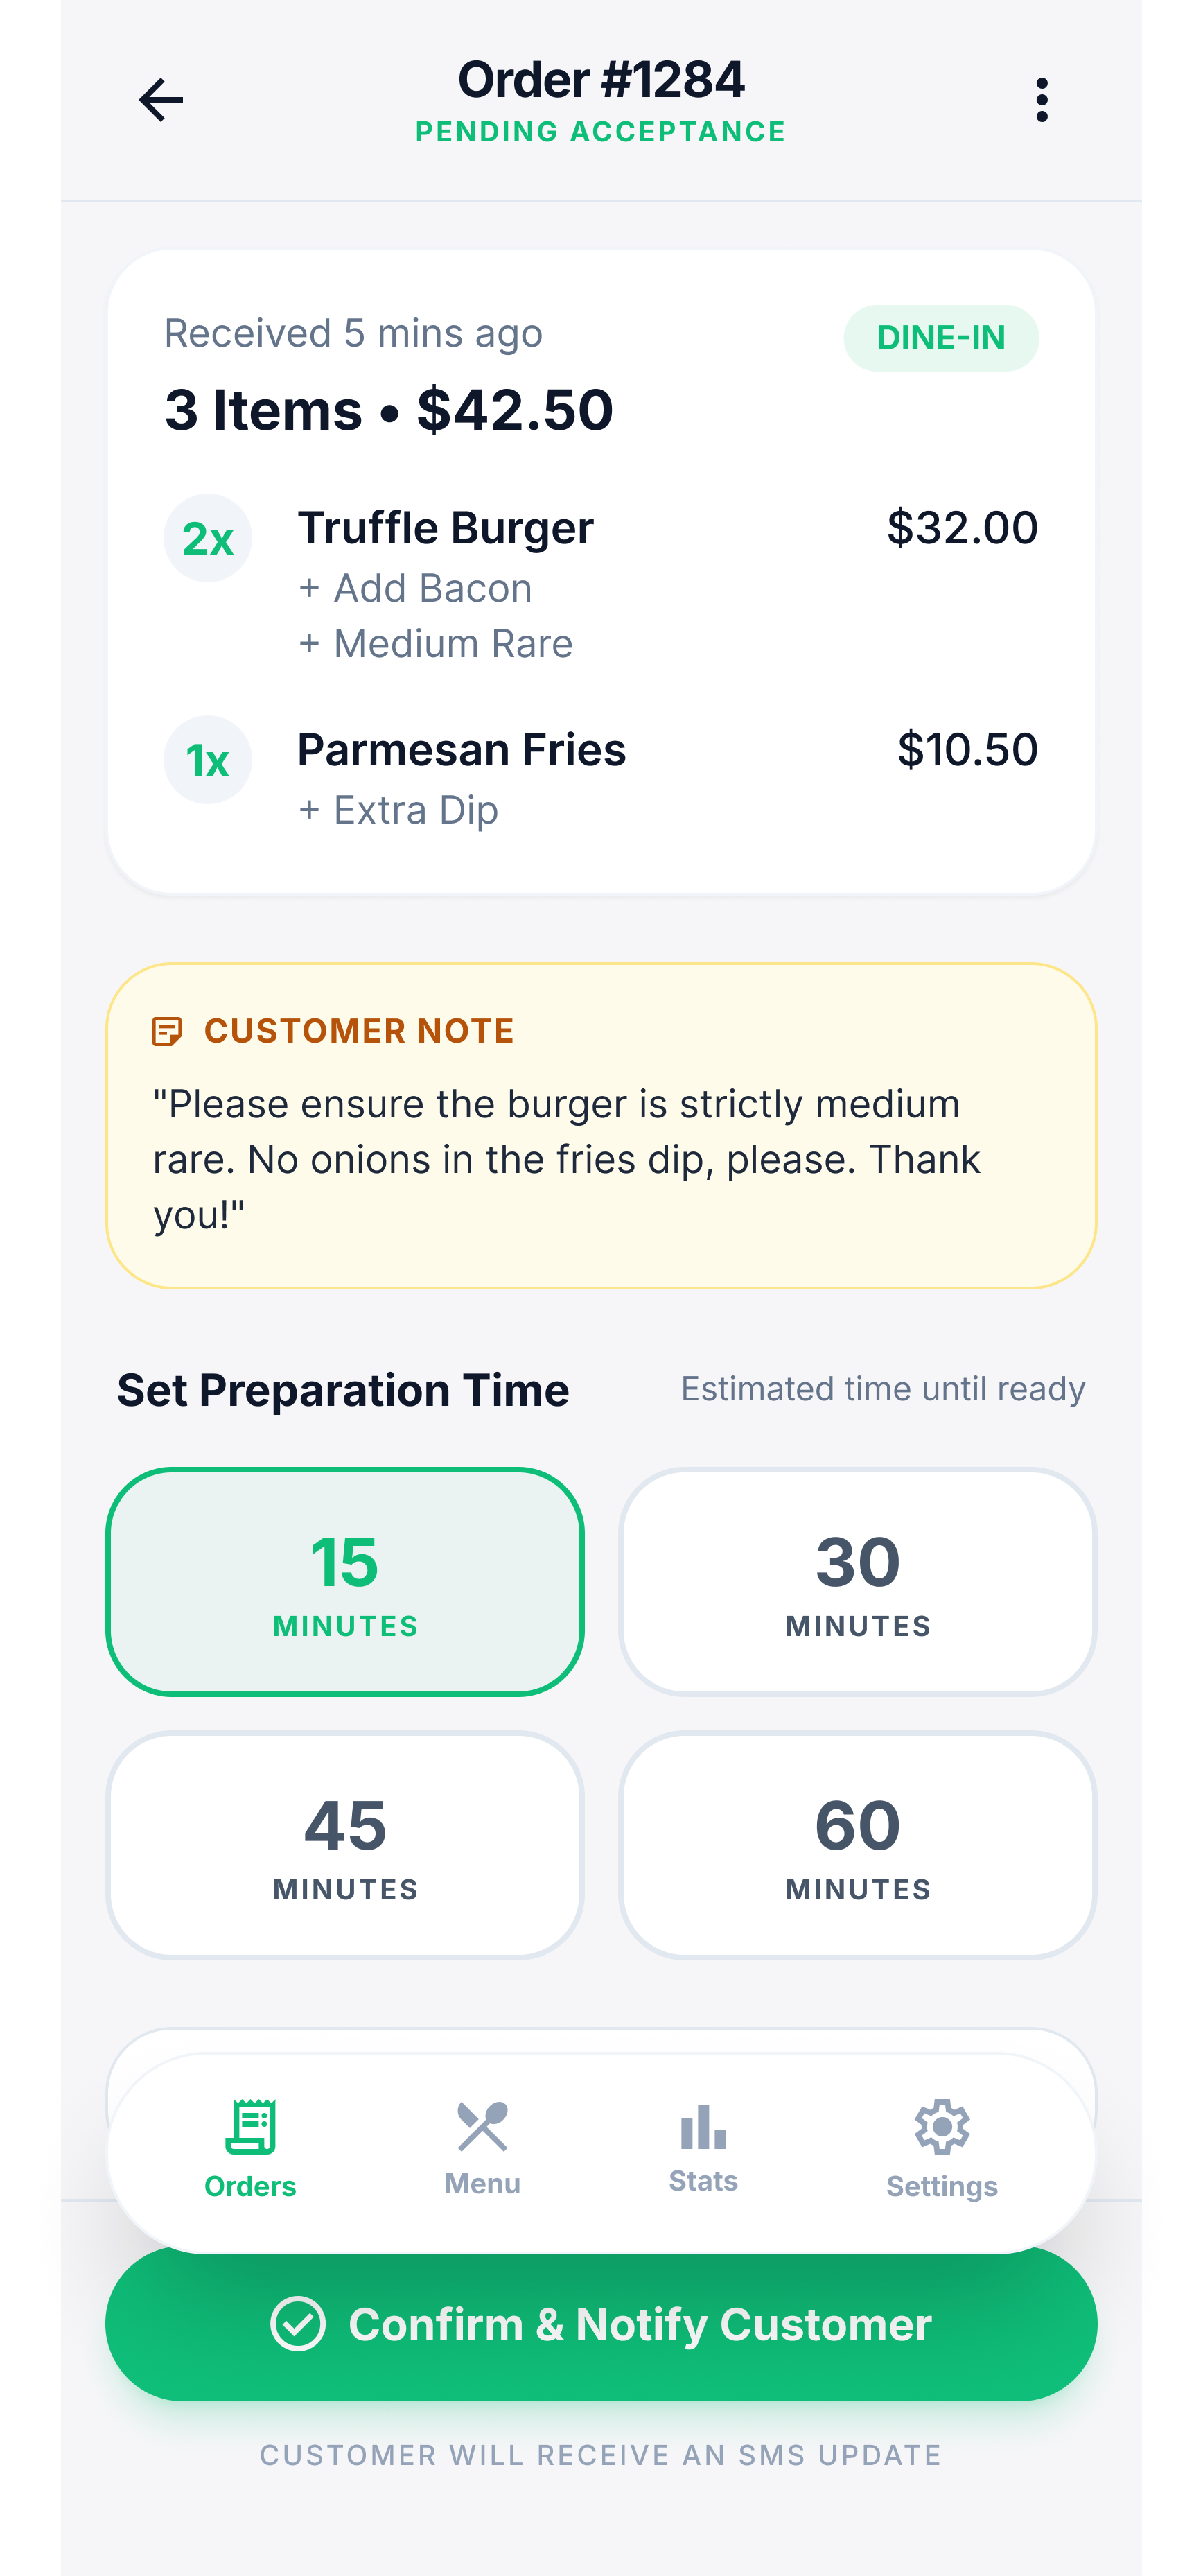 Order #1284
PENDING ACCEPTANCE
Received 5 mins ago
DINE-IN
3 Items • $42.50
2x Truffle Burger $32.00
+ Add Bacon
+ Medium Rare
1x Parmesan Fries $10.50
+ Extra Dip
CUSTOMER NOTE
"Please ensure the burger is strictly medium
rare. No onions in the fries dip, please. Thank
you!"
Set Preparation Time Estimated time until ready
15 30
MINUTES MINUTES
45 60
MINUTES MINUTES
Orders Menu Stats Settings
Confirm & Notify Customer
CUSTOMER WILL RECEIVE AN SMS UPDATE